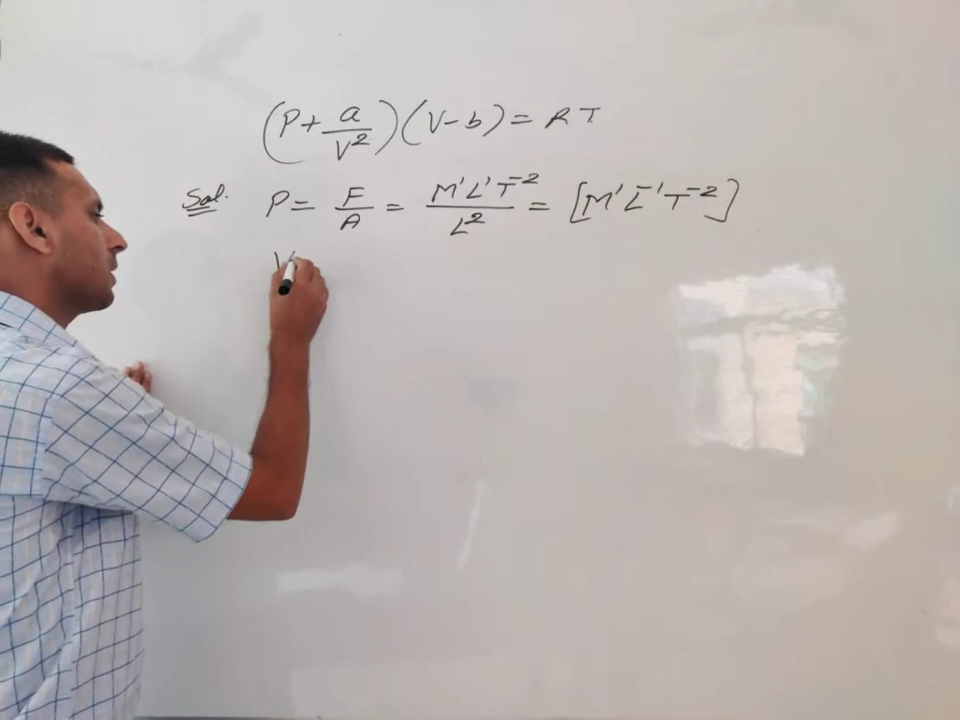 (P + a/V²)(V - b) = RT
Sol. P = F/A = M¹L¹T⁻²/L² = [M¹L⁻¹T⁻²]
V